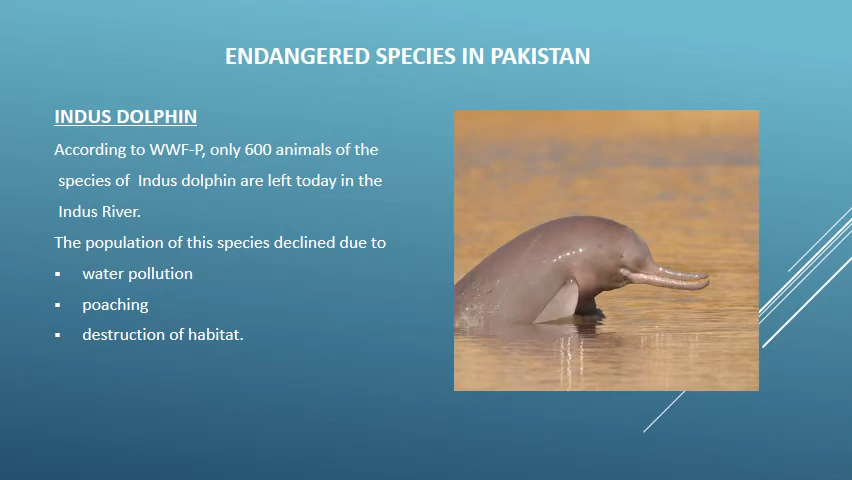 ENDANGERED SPECIES IN PAKISTAN
INDUS DOLPHIN
According to WWF-P, only 600 animals of the
species of  Indus dolphin are left today in the
Indus River.
The population of this species declined due to
▪ water pollution
▪ poaching
▪ destruction of habitat.